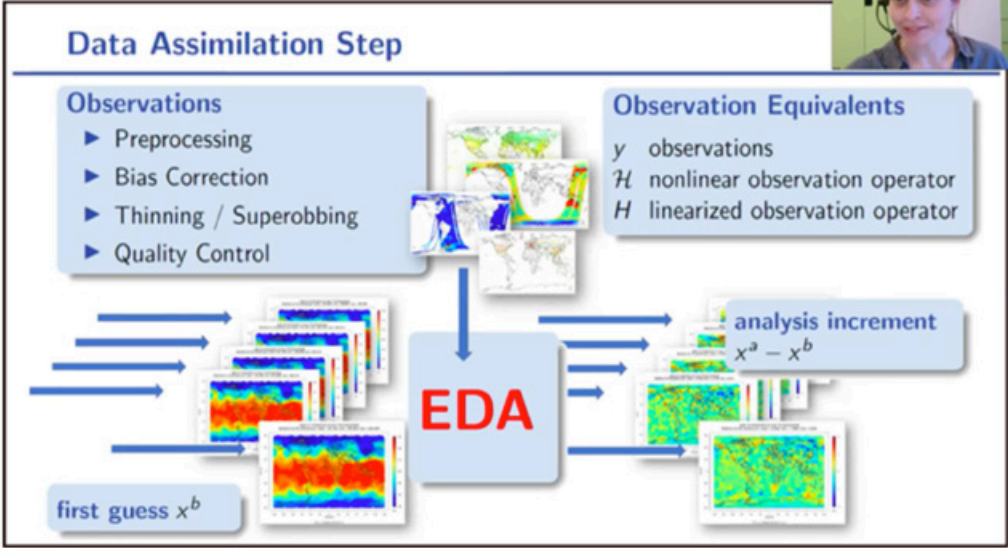 Data Assimilation Step
Observations
▶ Preprocessing
▶ Bias Correction
▶ Thinning / Superobbing
▶ Quality Control
Observation Equivalents
y observations
ℋ nonlinear observation operator
H linearized observation operator
EDA
analysis increment
xᵃ − xᵇ
first guess xᵇ